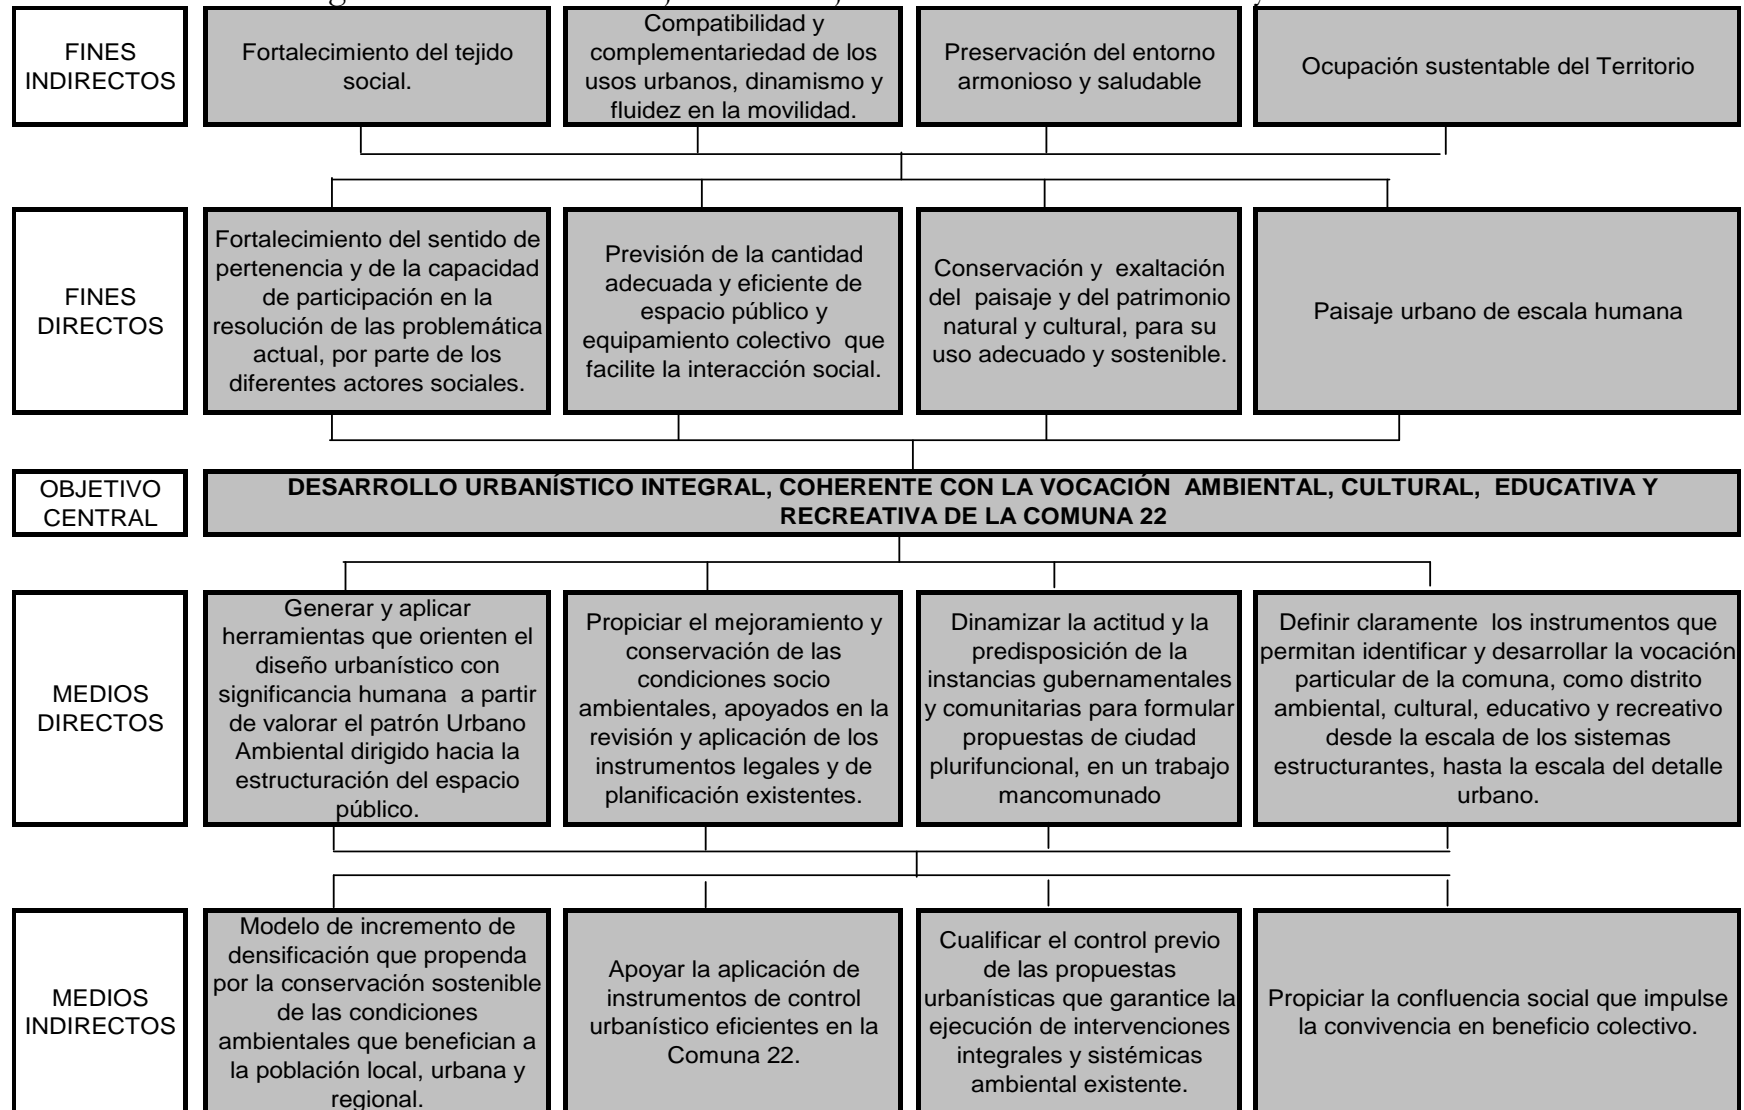 FINES
INDIRECTOS
Fortalecimiento del tejido
social.
Compatibilidad y
complementariedad de los
usos urbanos, dinamismo y
fluidez en la movilidad.
Preservación del entorno
armonioso y saludable
Ocupación sustentable del Territorio
FINES
DIRECTOS
Fortalecimiento del sentido de
pertenencia y de la capacidad
de participación en la
resolución de las problemática
actual, por parte de los
diferentes actores sociales.
Previsión de la cantidad
adecuada y eficiente de
espacio público y
equipamiento colectivo que
facilite la interacción social.
Conservación y exaltación
del paisaje y del patrimonio
natural y cultural, para su
uso adecuado y sostenible.
Paisaje urbano de escala humana
OBJETIVO
CENTRAL
DESARROLLO URBANÍSTICO INTEGRAL, COHERENTE CON LA VOCACIÓN AMBIENTAL, CULTURAL, EDUCATIVA Y
RECREATIVA DE LA COMUNA 22
MEDIOS
DIRECTOS
Generar y aplicar
herramientas que orienten el
diseño urbanístico con
significancia humana a partir
de valorar el patrón Urbano
Ambiental dirigido hacia la
estructuración del espacio
público.
Propiciar el mejoramiento y
conservación de las
condiciones socio
ambientales, apoyados en la
revisión y aplicación de los
instrumentos legales y de
planificación existentes.
Dinamizar la actitud y la
predisposición de la
instancias gubernamentales
y comunitarias para formular
propuestas de ciudad
plurifuncional, en un trabajo
mancomunado
Definir claramente los instrumentos que
permitan identificar y desarrollar la vocación
particular de la comuna, como distrito
ambiental, cultural, educativo y recreativo
desde la escala de los sistemas
estructurantes, hasta la escala del detalle
urbano.
MEDIOS
INDIRECTOS
Modelo de incremento de
densificación que propenda
por la conservación sostenible
de las condiciones
ambientales que benefician a
la población local, urbana y
regional.
Apoyar la aplicación de
instrumentos de control
urbanístico eficientes en la
Comuna 22.
Cualificar el control previo
de las propuestas
urbanísticas que garantice la
ejecución de intervenciones
integrales y sistémicas
ambiental existente.
Propiciar la confluencia social que impulse
la convivencia en beneficio colectivo.